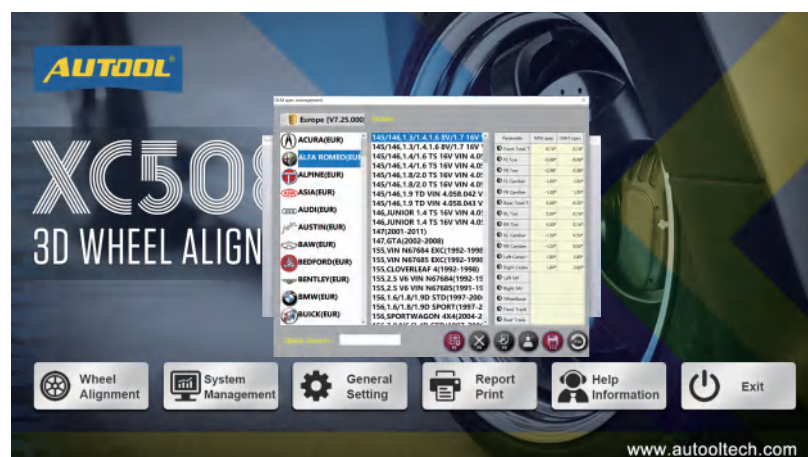 AUTOOL
XC508
3D WHEEL ALIGN
OEM spec management
Europe (V7.25.000)
ACURA(EUR)
ALFA ROMEO(EUR
ALPINE(EUR)
ASIA(EUR)
AUDI(EUR)
AUSTIN(EUR)
BAW(EUR)
BEDFORD(EUR)
BENTLEY(EUR)
BMW(EUR)
BUICK(EUR)
145/146,1.3/1.4.1.6 8V/1.7 16V
145/146,1.3/1.4.1.6 8V/1.7 16V
145/146,1.4/1.6 TS 16V VIN 4.05
145/146,1.4/1.6 TS 16V VIN 4.05
145/146,1.8/2.0 TS 16V VIN 4.05
145/146,1.8/2.0 TS 16V VIN 4.05
145/146,1.9 TD VIN 4.058.042 V
145/146,1.9 TD VIN 4.058.043 V
146,JUNIOR 1.4 TS 16V VIN 4.05
146,JUNIOR 1.4 TS 16V VIN 4.05
147(2001-2011)
147,GTA(2002-2008)
155,VIN N67684 EXC(1992-1998
155,VIN N67685 EXC(1992-1998
155,CLOVERLEAF 4(1992-1998)
155,2.5 V6 VIN N67684(1992-19
155,2.5 V6 VIN N67685(1991-19
156,1.6/1.8/1.9D STD(1997-200
156,1.6/1.8/1.9D SPORT(1997-2
156,SPORTWAGON 4X4(2004-2
Parameter
Front Total T
FL Toe
FR Toe
FL Camber
FR Camber
Rear Total T
RL Toe
RR Toe
RL Camber
RR Camber
Left Caster
Right Caster
Left SAI
Right SAI
Wheelbase
Front Track
Rear Track
Wheel Alignment
System Management
General Setting
Report Print
Help Information
Exit
www.autooltech.com